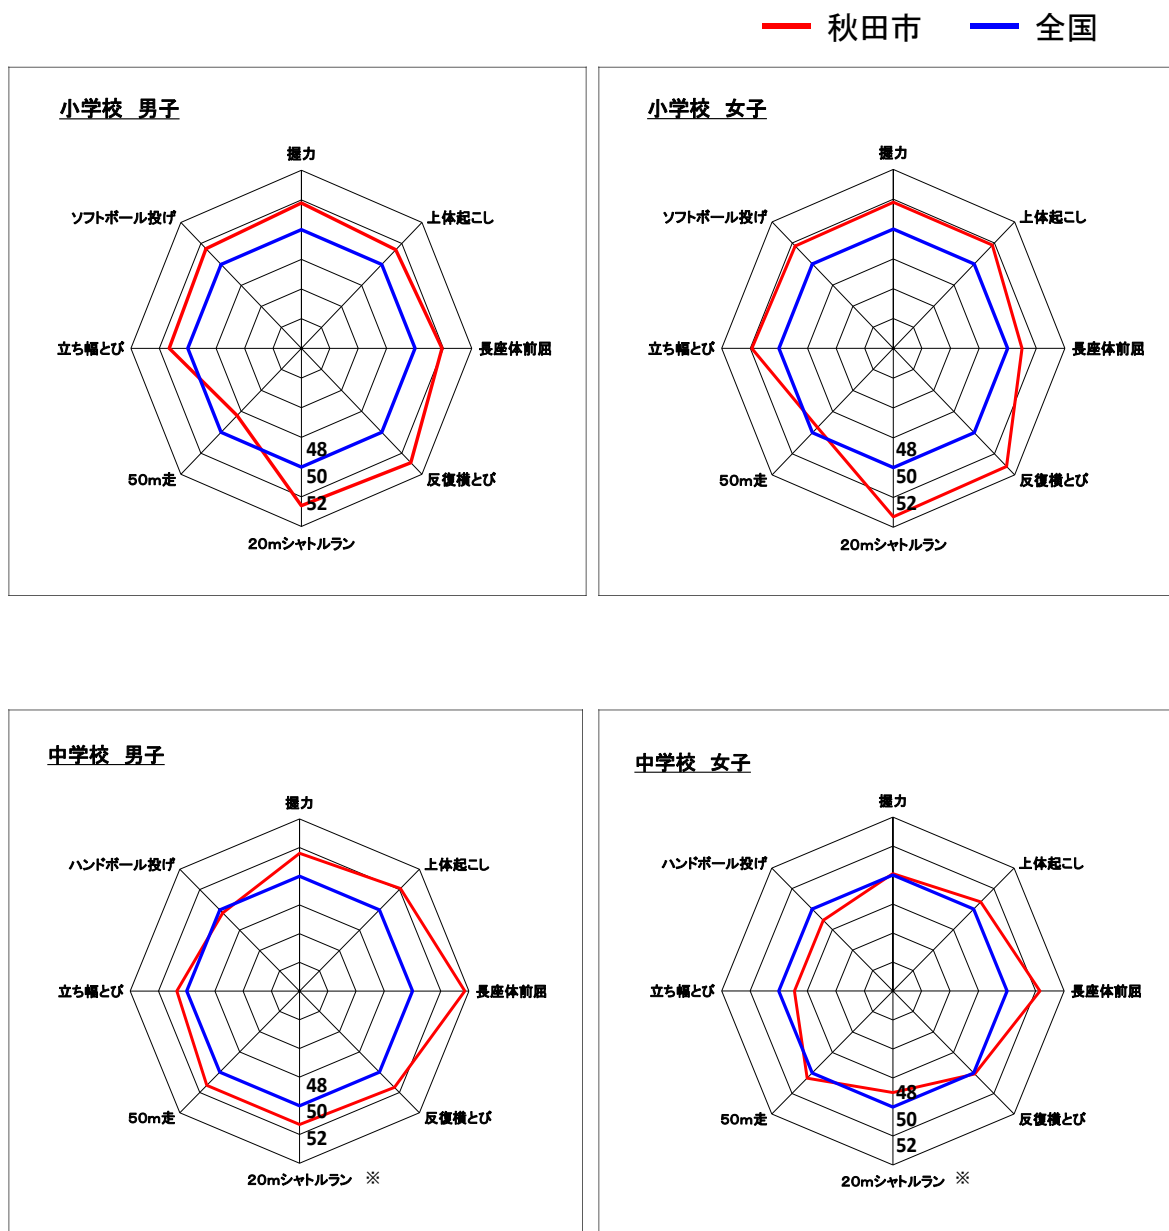 秋田市 全国
小学校 男子
握力
ソフトボール投げ 上体起こし
立ち幅とび 長座体前屈
48
50m走 50 反復横とび
52
20mシャトルラン
小学校 女子
握力
ソフトボール投げ 上体起こし
立ち幅とび 長座体前屈
48
50m走 50 反復横とび
52
20mシャトルラン
中学校 男子
握力
ハンドボール投げ 上体起こし
立ち幅とび 長座体前屈
48
50m走 50 反復横とび
52
20mシャトルラン ※
中学校 女子
握力
ハンドボール投げ 上体起こし
立ち幅とび 長座体前屈
48
50m走 50 反復横とび
52
20mシャトルラン ※